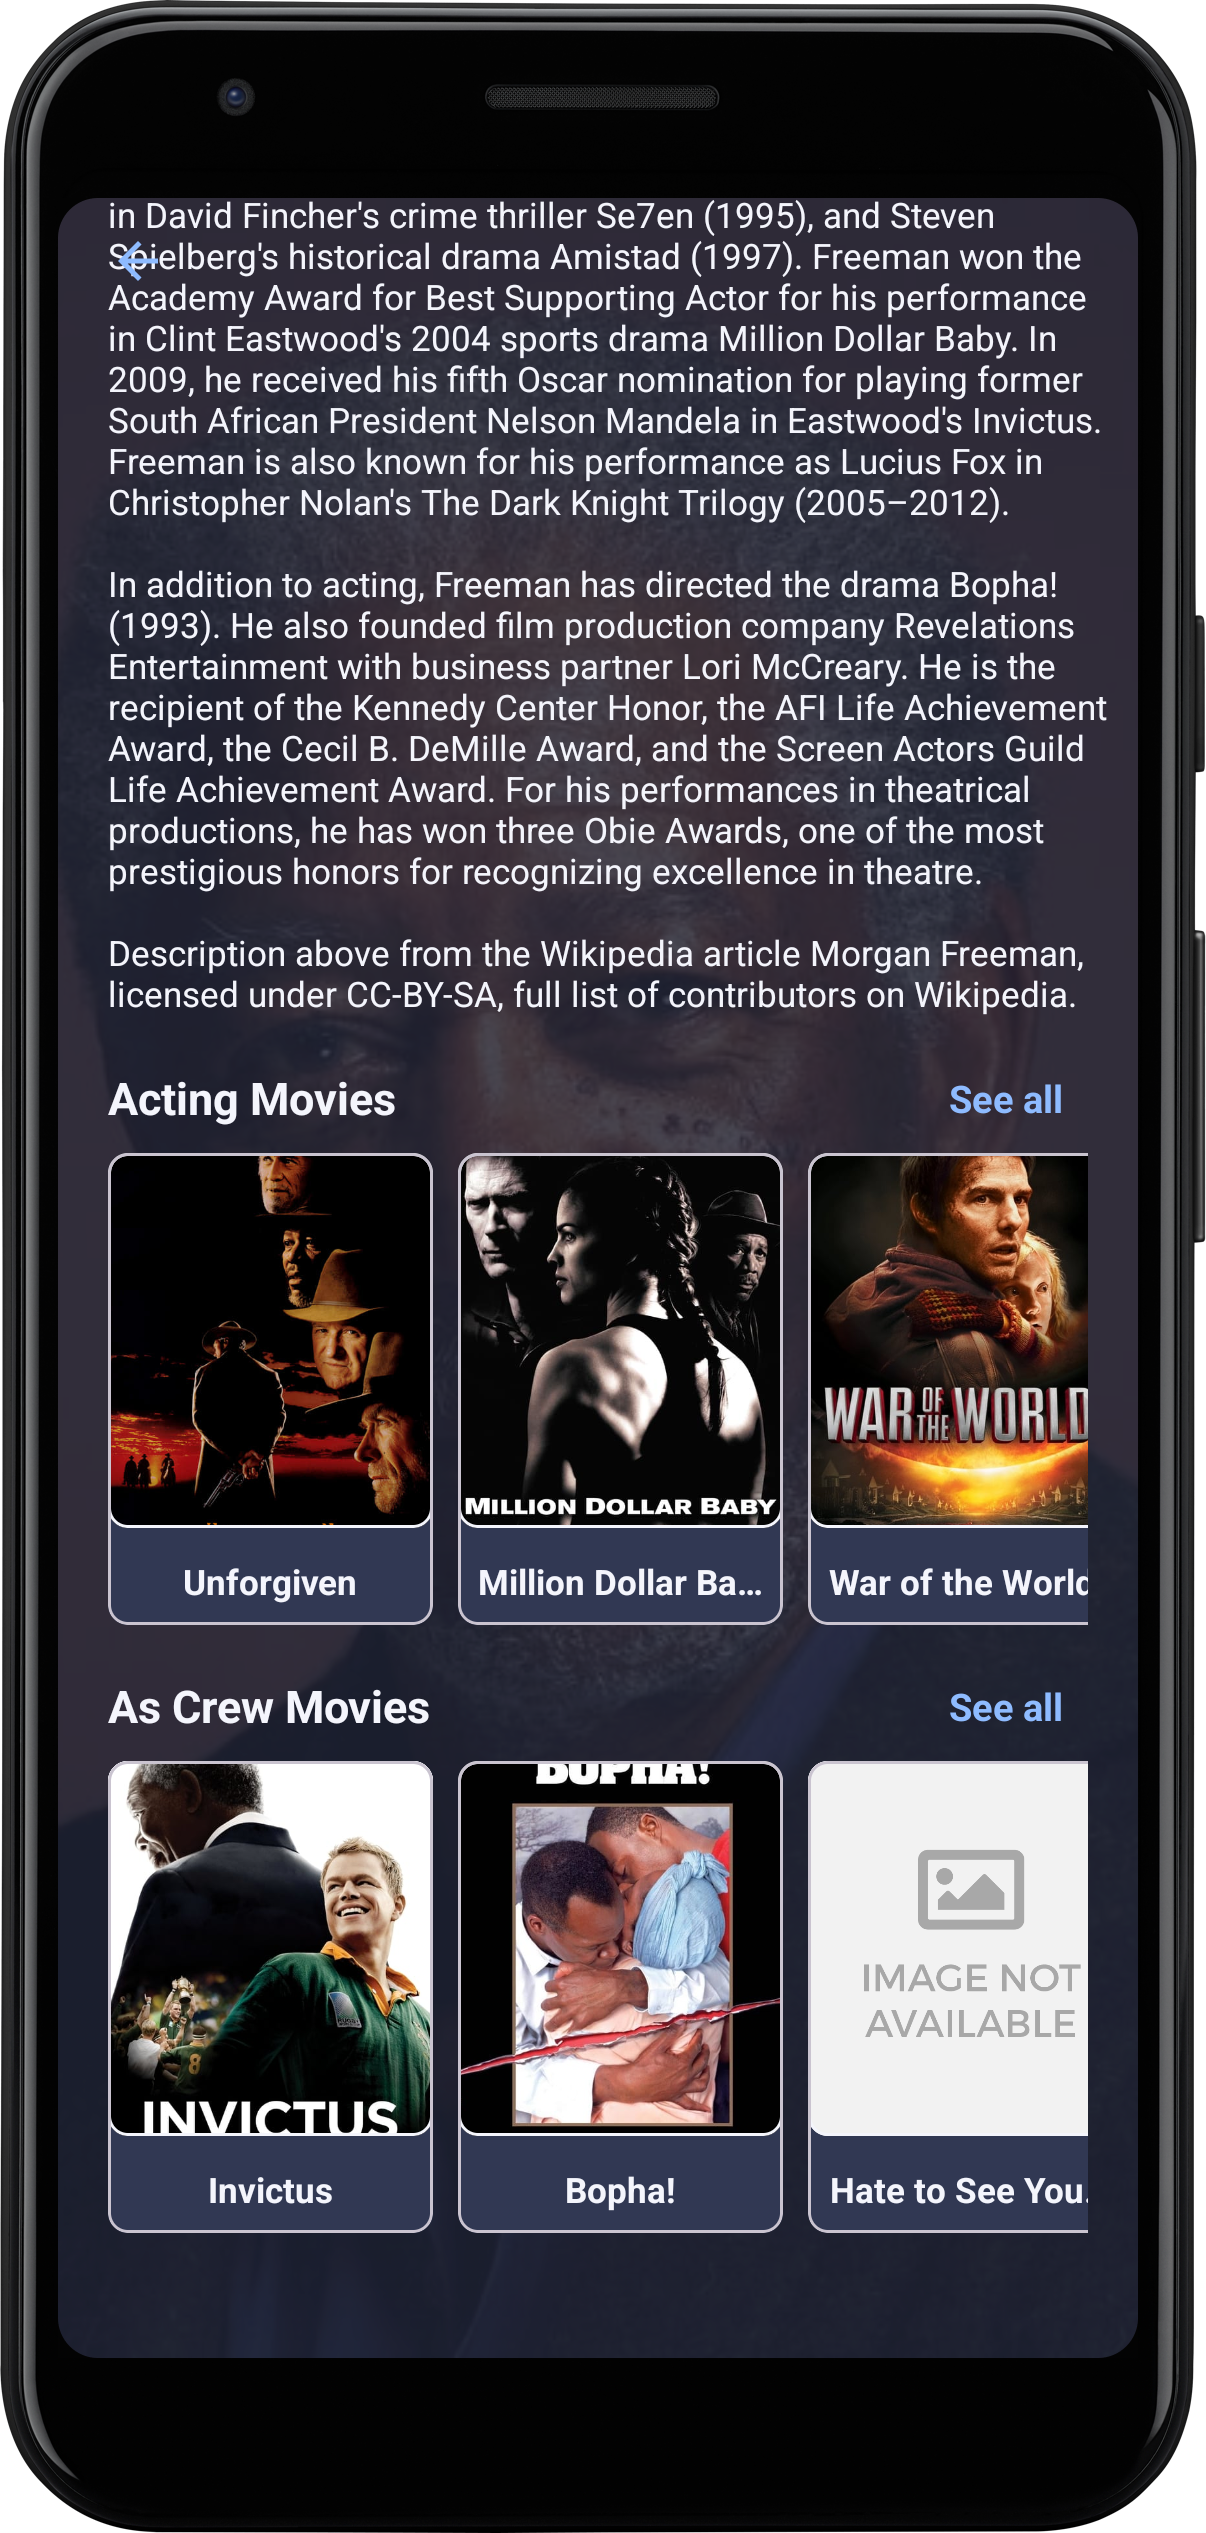 in David Fincher's crime thriller Se7en (1995), and Steven
Spielberg's historical drama Amistad (1997). Freeman won the
Academy Award for Best Supporting Actor for his performance
in Clint Eastwood's 2004 sports drama Million Dollar Baby. In
2009, he received his fifth Oscar nomination for playing former
South African President Nelson Mandela in Eastwood's Invictus.
Freeman is also known for his performance as Lucius Fox in
Christopher Nolan's The Dark Knight Trilogy (2005–2012).
In addition to acting, Freeman has directed the drama Bopha!
(1993). He also founded film production company Revelations
Entertainment with business partner Lori McCreary. He is the
recipient of the Kennedy Center Honor, the AFI Life Achievement
Award, the Cecil B. DeMille Award, and the Screen Actors Guild
Life Achievement Award. For his performances in theatrical
productions, he has won three Obie Awards, one of the most
prestigious honors for recognizing excellence in theatre.
Description above from the Wikipedia article Morgan Freeman,
licensed under CC-BY-SA, full list of contributors on Wikipedia.
Acting Movies
See all
MILLION DOLLAR BABY
WAR OF THE WORLD
Unforgiven
Million Dollar Ba...
War of the World
As Crew Movies
See all
BOPHA!
8
INVICTUS
IMAGE NOT
AVAILABLE
Invictus
Bopha!
Hate to See You.